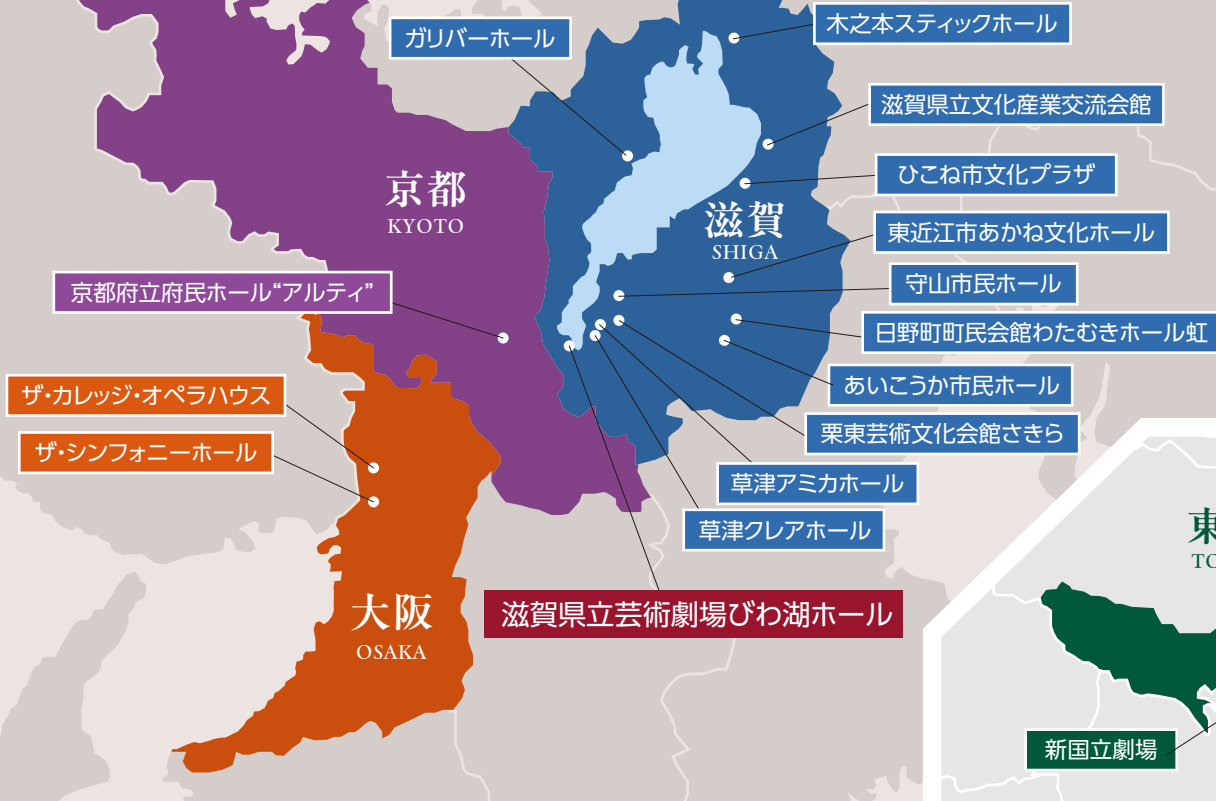 木之本スティックホール
ガリバーホール
滋賀県立文化産業交流会館
ひこね市文化プラザ
京都
KYOTO
滋賀
SHIGA
東近江市あかね文化ホール
守山市民ホール
京都府立府民ホール“アルティ”
日野町町民会館わたむきホール虹
あいこうか市民ホール
ザ・カレッジ・オペラハウス
栗東芸術文化会館さきら
ザ・シンフォニーホール
草津アミカホール
草津クレアホール
滋賀県立芸術劇場びわ湖ホール
大阪
OSAKA
東
TO
新国立劇場